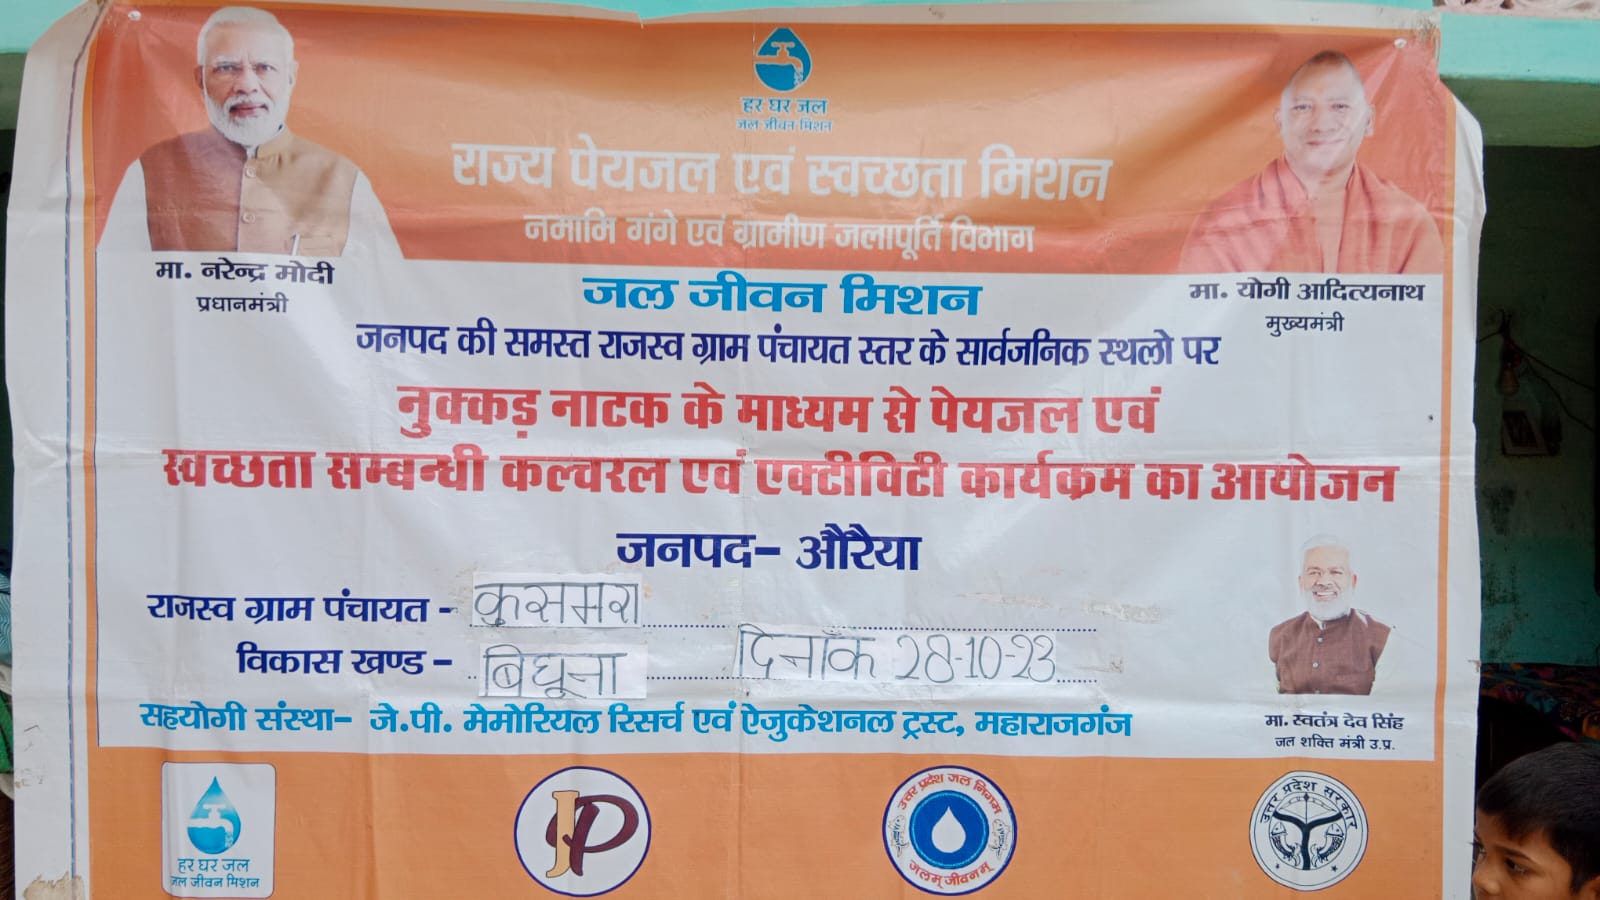 हर घर जल
जल जीवन मिशन
राज्य पेयजल एवं स्वच्छता मिशन
नमामि गंगे एवं ग्रामीण जलापूर्ति विभाग
मा. नरेन्द्र मोदी
प्रधानमंत्री
मा. योगी आदित्यनाथ
मुख्यमंत्री
जल जीवन मिशन
जनपद की समस्त राजस्व ग्राम पंचायत स्तर के सार्वजनिक स्थलो पर
नुक्कड़ नाटक के माध्यम से पेयजल एवं
स्वच्छता सम्बन्धी कल्चरल एवं एक्टीविटी कार्यक्रम का आयोजन
जनपद- औरैया
राजस्व ग्राम पंचायत - कुसमरा
विकास खण्ड - बिधूना दिनाँक 28-10-23
सहयोगी संस्था- जे.पी. मेमोरियल रिसर्च एवं ऐजुकेशनल ट्रस्ट, महाराजगंज
मा. स्वतंत्र देव सिंह
जल शक्ति मंत्री उ.प्र.
हर घर जल
जल जीवन मिशन
JP
उत्तर प्रदेश जल निगम
जलम् जीवनम्
उत्तर प्रदेश सरकार